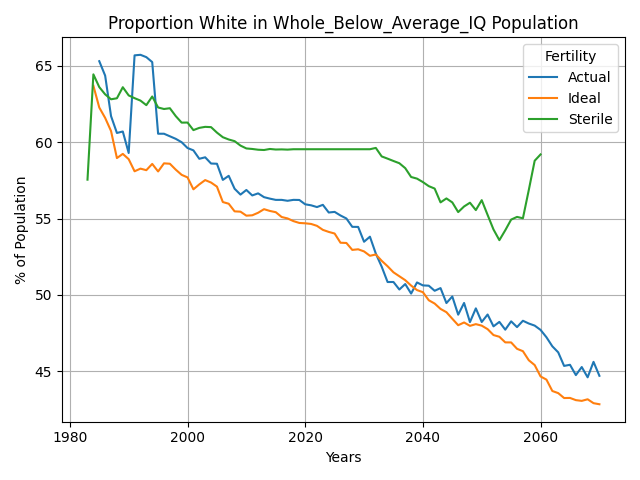 Proportion White in Whole_Below_Average_IQ Population
Fertility
Actual
Ideal
Sterile
% of Population
65
60
55
50
45
1980
2000
2020
2040
2060
Years